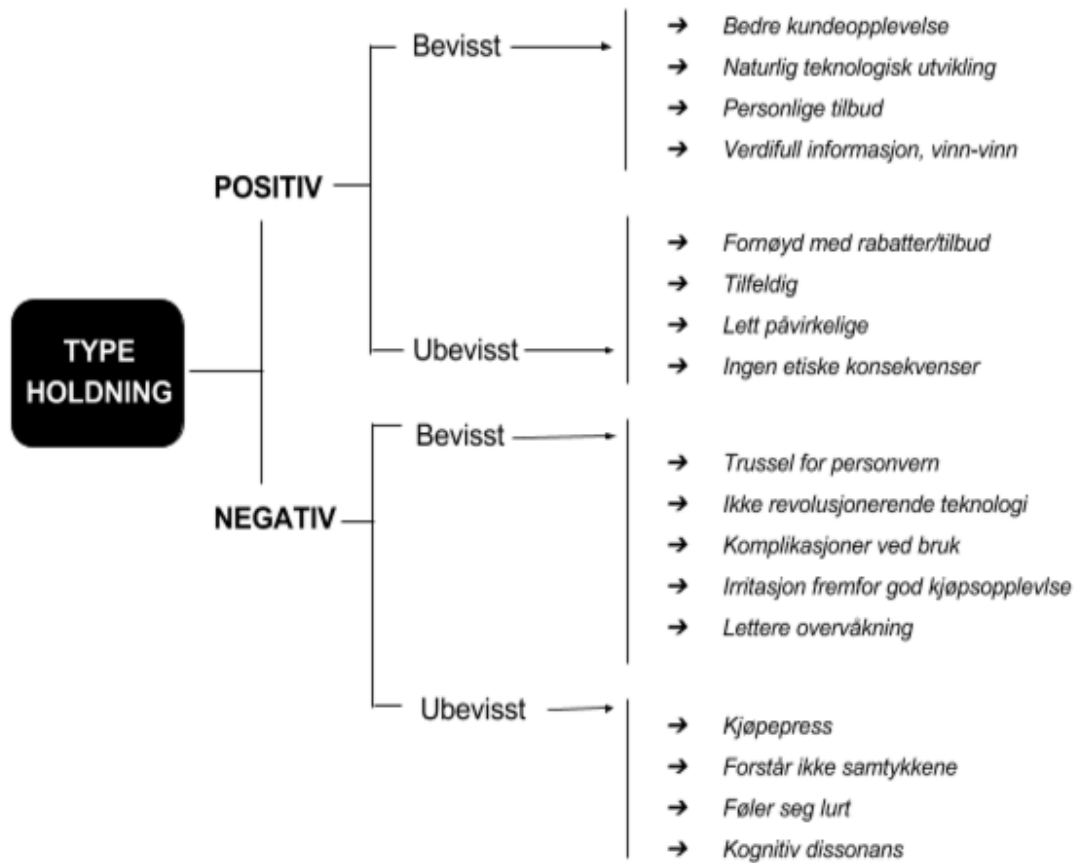 Bevisst
➔ Bedre kundeopplevelse
➔ Naturlig teknologisk utvikling
➔ Personlige tilbud
➔ Verdifull informasjon, vinn-vinn
POSITIV
➔ Fornøyd med rabatter/tilbud
➔ Tilfeldig
➔ Lett påvirkelige
➔ Ingen etiske konsekvenser
Ubevisst
TYPE
HOLDNING
Bevisst
➔ Trussel for personvern
➔ Ikke revolusjonerende teknologi
➔ Komplikasjoner ved bruk
➔ Irritasjon fremfor god kjøpsopplevlse
➔ Lettere overvåkning
NEGATIV
Ubevisst
➔ Kjøpepress
➔ Forstår ikke samtykkene
➔ Føler seg lurt
➔ Kognitiv dissonans